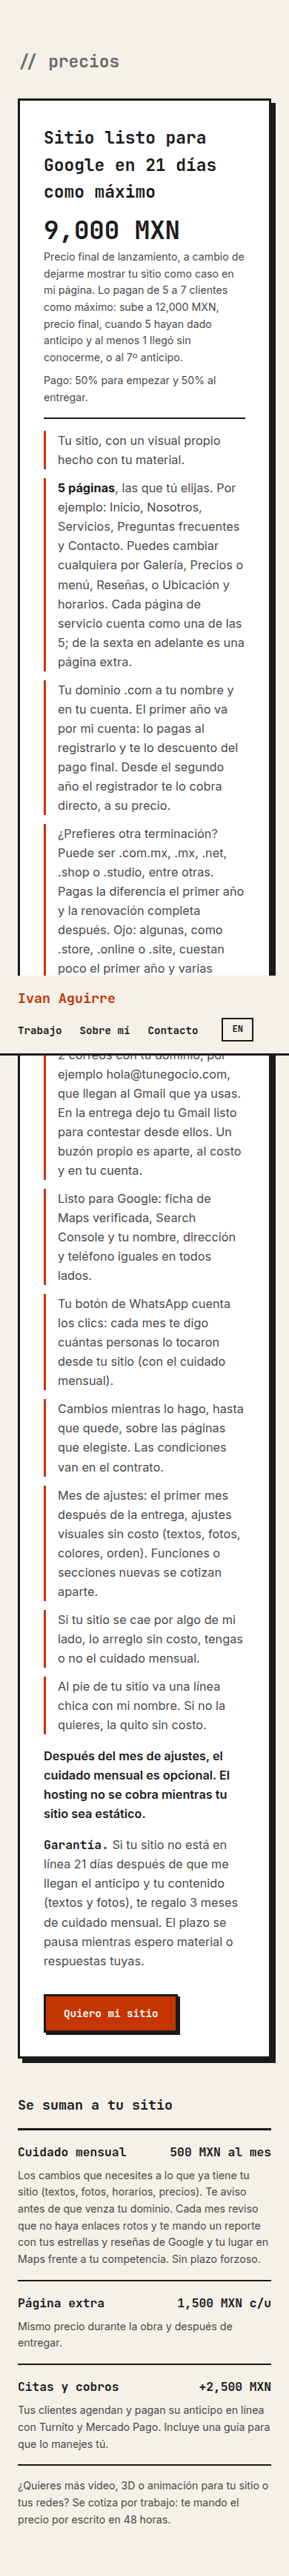 // precios
Sitio listo para
Google en 21 días
como máximo
9,000 MXN
Precio final de lanzamiento, a cambio de
dejarme mostrar tu sitio como caso en
mi página. Lo pagan de 5 a 7 clientes
como máximo: sube a 12,000 MXN,
precio final, cuando 5 hayan dado
anticipo y al menos 1 llegó sin
conocerme, o al 7º anticipo.
Pago: 50% para empezar y 50% al
entregar.
Tu sitio, con un visual propio
hecho con tu material.
5 páginas, las que tú elijas. Por
ejemplo: Inicio, Nosotros,
Servicios, Preguntas frecuentes
y Contacto. Puedes cambiar
cualquiera por Galería, Precios o
menú, Reseñas, o Ubicación y
horarios. Cada página de
servicio cuenta como una de las
5; de la sexta en adelante es una
página extra.
Tu dominio .com a tu nombre y
en tu cuenta. El primer año va
por mi cuenta: lo pagas al
registrarlo y te lo descuento del
pago final. Desde el segundo
año el registrador te lo cobra
directo, a su precio.
¿Prefieres otra terminación?
Puede ser .com.mx, .mx, .net,
.shop o .studio, entre otras.
Pagas la diferencia el primer año
y la renovación completa
después. Ojo: algunas, como
.store, .online o .site, cuestan
poco el primer año y varias
Ivan Aguirre
Trabajo Sobre mí Contacto EN
2 correos con tu dominio, por
ejemplo hola@tunegocio.com,
que llegan al Gmail que ya usas.
En la entrega dejo tu Gmail listo
para contestar desde ellos. Un
buzón propio es aparte, al costo
y en tu cuenta.
Listo para Google: ficha de
Maps verificada, Search
Console y tu nombre, dirección
y teléfono iguales en todos
lados.
Tu botón de WhatsApp cuenta
los clics: cada mes te digo
cuántas personas lo tocaron
desde tu sitio (con el cuidado
mensual).
Cambios mientras lo hago, hasta
que quede, sobre las páginas
que elegiste. Las condiciones
van en el contrato.
Mes de ajustes: el primer mes
después de la entrega, ajustes
visuales sin costo (textos, fotos,
colores, orden). Funciones o
secciones nuevas se cotizan
aparte.
Si tu sitio se cae por algo de mi
lado, lo arreglo sin costo, tengas
o no el cuidado mensual.
Al pie de tu sitio va una línea
chica con mi nombre. Si no la
quieres, la quito sin costo.
Después del mes de ajustes, el
cuidado mensual es opcional. El
hosting no se cobra mientras tu
sitio sea estático.
Garantía. Si tu sitio no está en
línea 21 días después de que me
llegan el anticipo y tu contenido
(textos y fotos), te regalo 3 meses
de cuidado mensual. El plazo se
pausa mientras espero material o
respuestas tuyas.
Quiero mi sitio
Se suman a tu sitio
Cuidado mensual 500 MXN al mes
Los cambios que necesites a lo que ya tiene tu
sitio (textos, fotos, horarios, precios). Te aviso
antes de que venza tu dominio. Cada mes reviso
que no haya enlaces rotos y te mando un reporte
con tus estrellas y reseñas de Google y tu lugar en
Maps frente a tu competencia. Sin plazo forzoso.
Página extra 1,500 MXN c/u
Mismo precio durante la obra y después de
entregar.
Citas y cobros +2,500 MXN
Tus clientes agendan y pagan su anticipo en línea
con Turnito y Mercado Pago. Incluye una guía para
que lo manejes tú.
¿Quieres más video, 3D o animación para tu sitio o
tus redes? Se cotiza por trabajo: te mando el
precio por escrito en 48 horas.